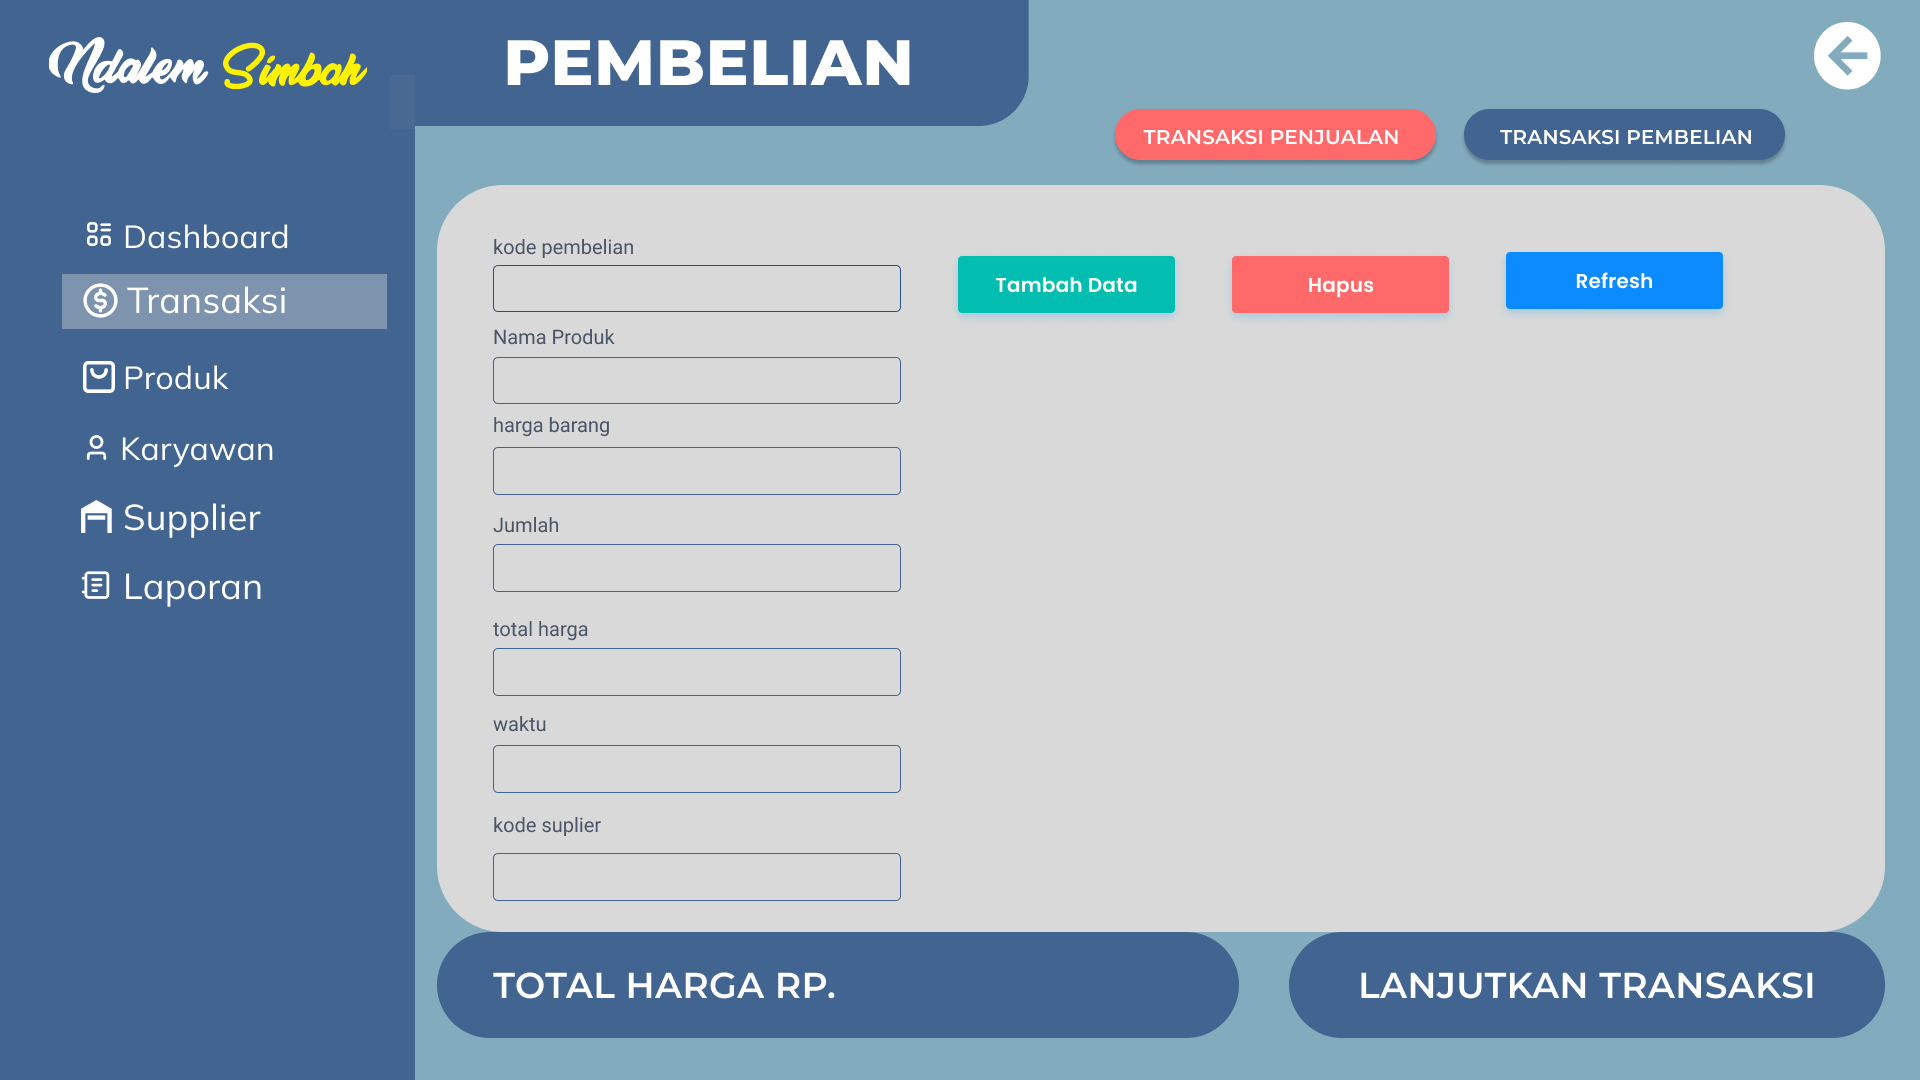 Ndalem Simbah
PEMBELIAN
TRANSAKSI PENJUALAN
TRANSAKSI PEMBELIAN
Dashboard
Transaksi
Produk
Karyawan
Supplier
Laporan
kode pembelian
Nama Produk
harga barang
Jumlah
total harga
waktu
kode suplier
Tambah Data
Hapus
Refresh
TOTAL HARGA RP.
LANJUTKAN TRANSAKSI